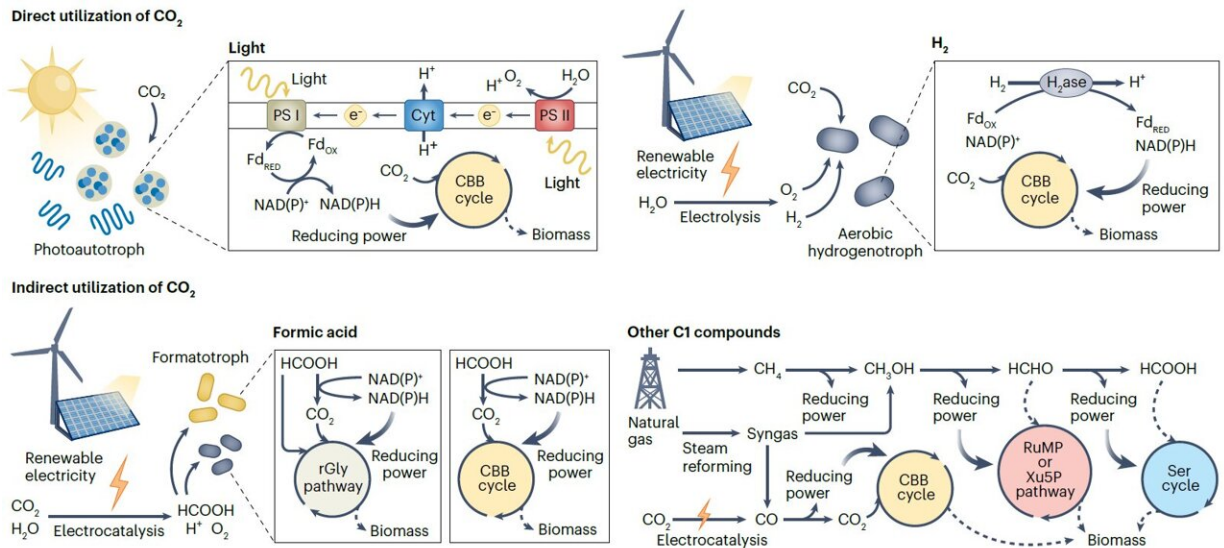 Direct utilization of CO₂
Light
CO₂
Photoautotroph
Light
H⁺
H⁺ O₂
H₂O
PS I
e⁻
Cyt
e⁻
PS II
Fd_OX
Fd_RED
H⁺
NAD(P)⁺
NAD(P)H
CO₂
CBB
cycle
Light
Reducing power
Biomass
H₂
CO₂
Renewable
electricity
H₂O
Electrolysis
O₂
H₂
Aerobic
hydrogenotroph
H₂
H₂ase
H⁺
Fd_OX
NAD(P)⁺
Fd_RED
NAD(P)H
CO₂
CBB
cycle
Reducing
power
Biomass
Indirect utilization of CO₂
Formic acid
Formatotroph
Renewable
electricity
CO₂
H₂O
Electrocatalysis
HCOOH
H⁺ O₂
HCOOH
NAD(P)⁺
NAD(P)H
CO₂
Reducing
power
rGly
pathway
Biomass
HCOOH
NAD(P)⁺
NAD(P)H
CO₂
Reducing
power
CBB
cycle
Biomass
Other C1 compounds
Natural
gas
CH₄
CH₃OH
HCHO
HCOOH
Reducing
power
Reducing
power
Reducing
power
Syngas
Steam
reforming
Reducing
power
CBB
cycle
RuMP
or
Xu5P
pathway
Ser
cycle
CO₂
Electrocatalysis
CO
CO₂
Biomass